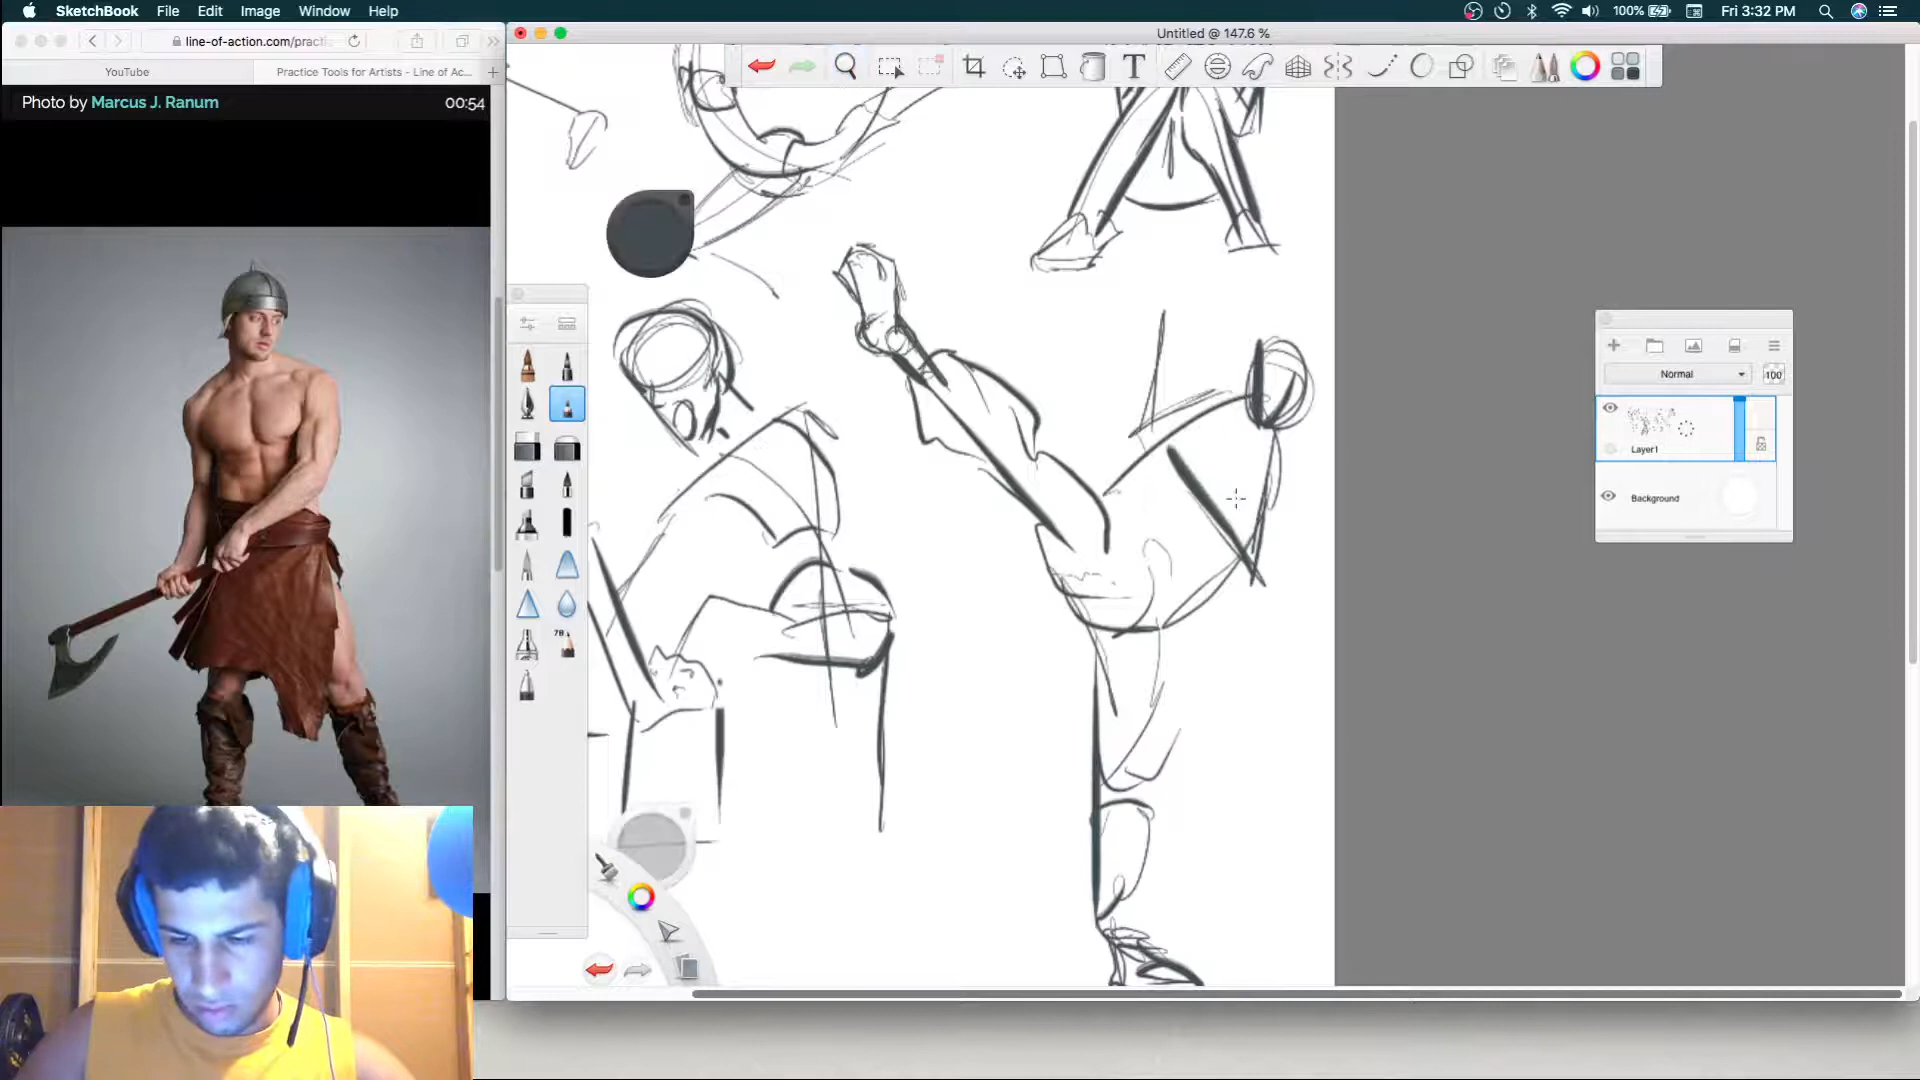 SketchBook File Edit Image Window Help
100% Fri 3:32 PM
line-of-action.com/practi
Untitled @ 147.6 %
YouTube
Practice Tools for Artists - Line of Ac...
Photo by Marcus J. Ranum
00:54
T
Normal
100
Layer1
Background
7B